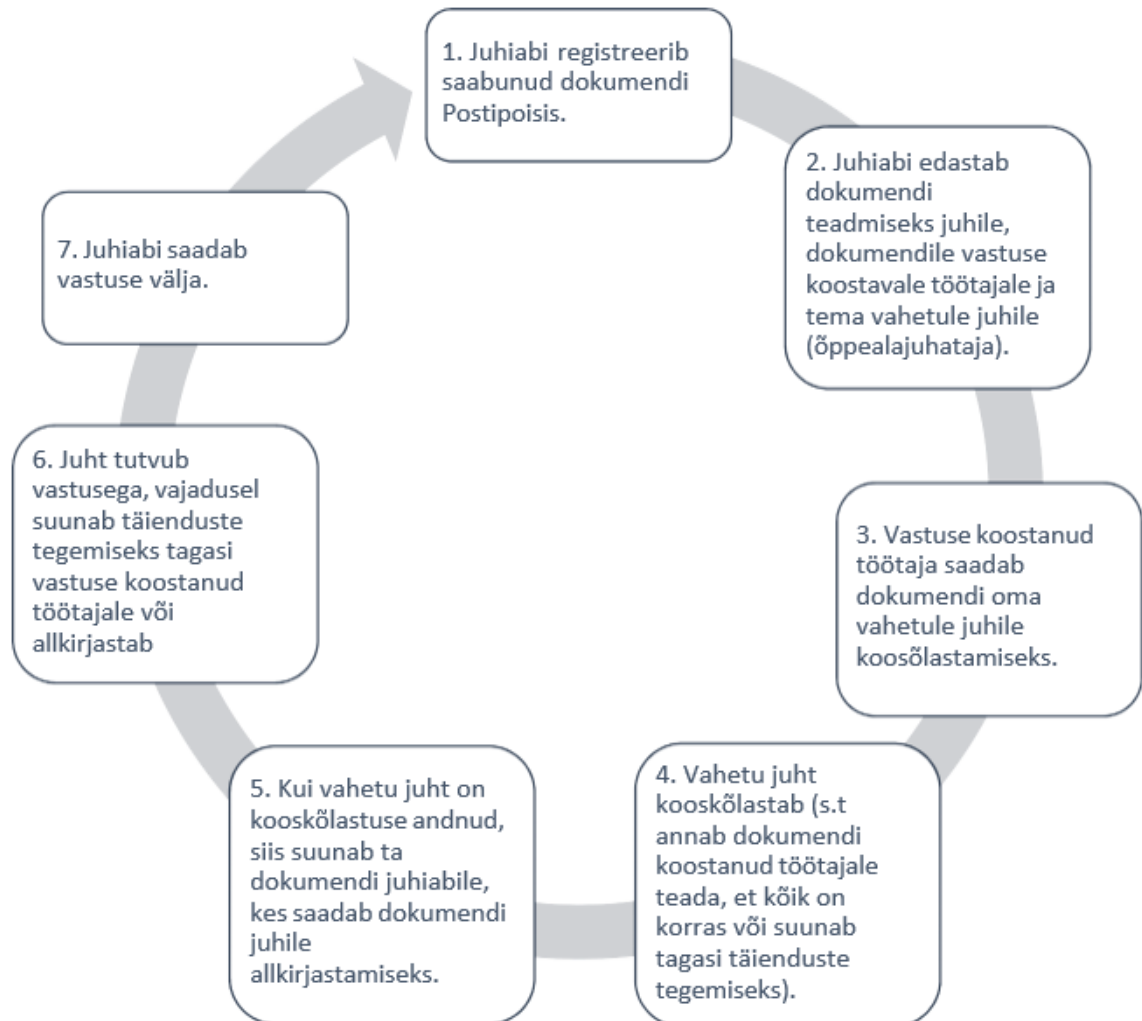 1. Juhiabi registreerib
saabunud dokumendi
Postipoisis.
2. Juhiabi edastab
dokumendi
teadmiseks juhile,
dokumendile vastuse
koostavale töötajale ja
tema vahetule juhile
(õppealajuhataja).
3. Vastuse koostanud
töötaja saadab
dokumendi oma
vahetule juhile
koosõlastamiseks.
4. Vahetu juht
kooskõlastab (s.t
annab dokumendi
koostanud töötajale
teada, et kõik on
korras või suunab
tagasi täienduste
tegemiseks).
5. Kui vahetu juht on
kooskõlastuse andnud,
siis suunab ta
dokumendi juhiabile,
kes saadab dokumendi
juhile
allkirjastamiseks.
6. Juht tutvub
vastusega, vajadusel
suunab täienduste
tegemiseks tagasi
vastuse koostanud
töötajale või
allkirjastab
7. Juhiabi saadab
vastuse välja.